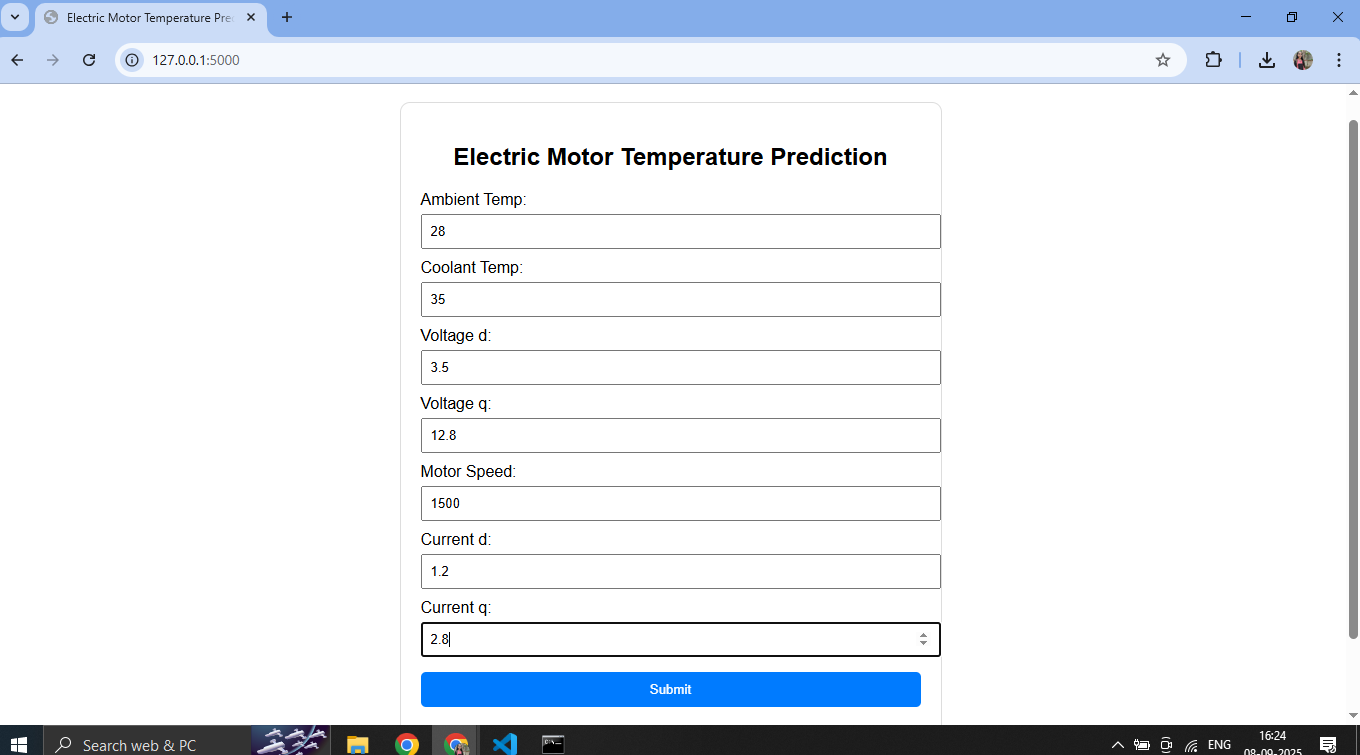 Electric Motor Temperature Pre
127.0.0.1:5000
Electric Motor Temperature Prediction
Ambient Temp:
28
Coolant Temp:
35
Voltage d:
3.5
Voltage q:
12.8
Motor Speed:
1500
Current d:
1.2
Current q:
2.8
Submit
Search web & PC
ENG
16:24
08-09-2025